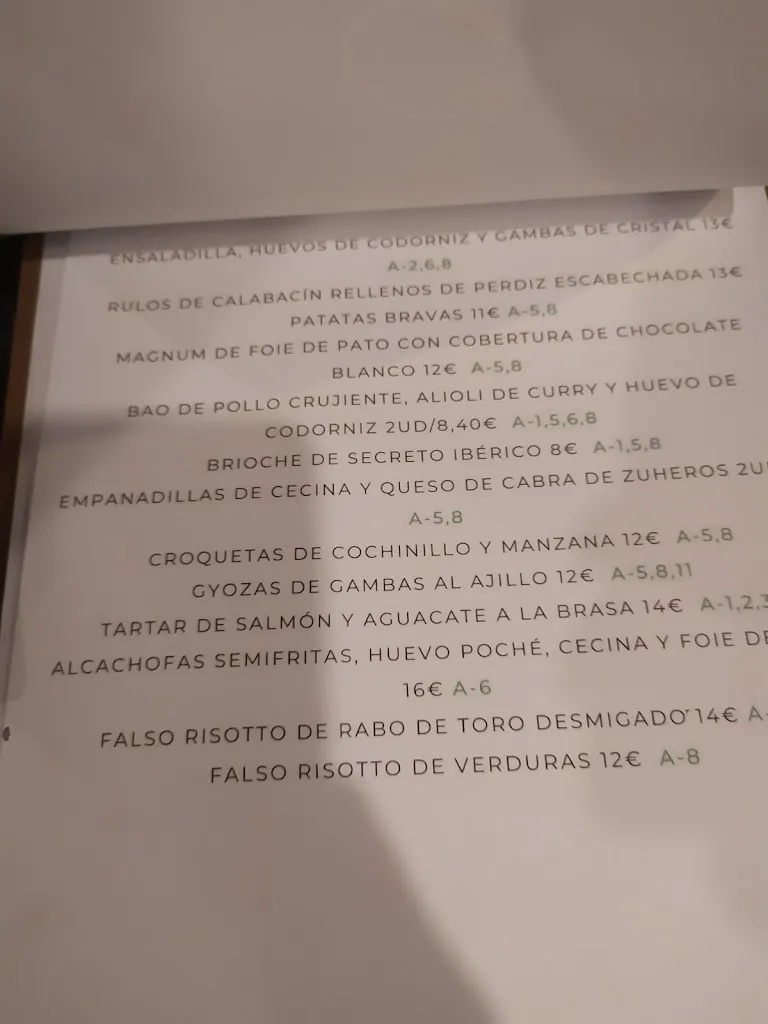 ENSALADILLA, HUEVOS DE CODORNIZ Y GAMBAS DE CRISTAL 13€
A-2,6,8
RULOS DE CALABACÍN RELLENOS DE PERDIZ ESCABECHADA 13€
PATATAS BRAVAS 11€ A-5,8
MAGNUM DE FOIE DE PATO CON COBERTURA DE CHOCOLATE
BLANCO 12€ A-5,8
BAO DE POLLO CRUJIENTE, ALIOLI DE CURRY Y HUEVO DE
CODORNIZ 2UD/8,40€ A-1,5,6,8
BRIOCHE DE SECRETO IBÉRICO 8€ A-1,5,8
EMPANADILLAS DE CECINA Y QUESO DE CABRA DE ZUHEROS
A-5,8
CROQUETAS DE COCHINILLO Y MANZANA 12€ A-5,8
GYOZAS DE GAMBAS AL AJILLO 12€ A-5,8,11
TARTAR DE SALMÓN Y AGUACATE A LA BRASA 14€ A-1,2,3
ALCACHOFAS SEMIFRITAS, HUEVO POCHÉ, CECINA Y FOIE DE
16€ A-6
FALSO RISOTTO DE RABO DE TORO DESMIGADO 14€ A-
FALSO RISOTTO DE VERDURAS 12€ A-8